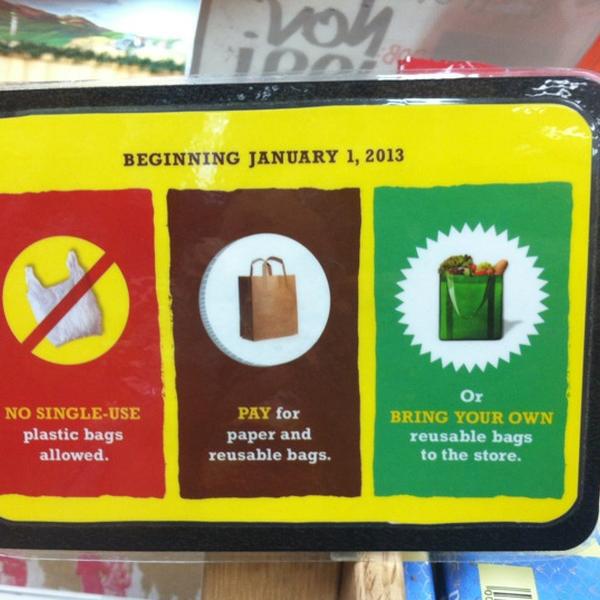 BEGINNING JANUARY 1, 2013
NO SINGLE-USE
plastic bags
allowed.
PAY for
paper and
reusable bags.
Or
BRING YOUR OWN
reusable bags
to the store.